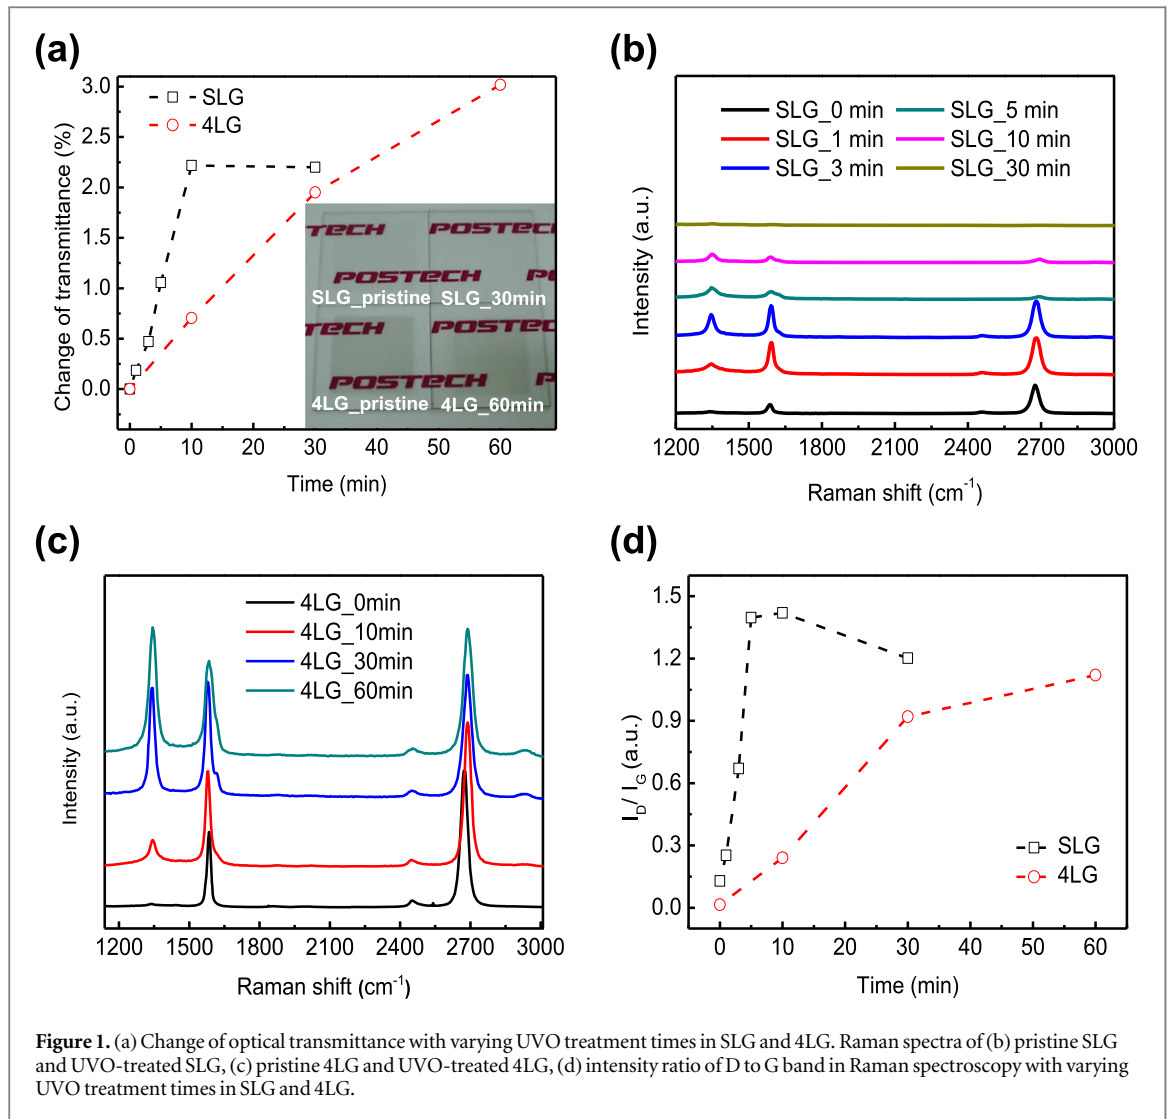 (a)
3.0
2.5
2.0
1.5
1.0
0.5
0.0
Change of transmittance (%)
SLG
4LG
TECH POSTECH
POSTECH PO
SLG_pristine SLG_30min
TECH POSTECH
POSTECH PO
4LG_pristine 4LG_60min
0 10 20 30 40 50 60
Time (min)
(b)
SLG_0 min SLG_5 min
SLG_1 min SLG_10 min
SLG_3 min SLG_30 min
Intensity (a.u.)
1200 1500 1800 2100 2400 2700 3000
Raman shift (cm⁻¹)
(c)
4LG_0min
4LG_10min
4LG_30min
4LG_60min
Intensity (a.u.)
1200 1500 1800 2100 2400 2700 3000
Raman shift (cm⁻¹)
(d)
1.5
1.2
0.9
0.6
0.3
0.0
I_D/ I_G (a.u.)
SLG
4LG
0 10 20 30 40 50 60
Time (min)
Figure 1. (a) Change of optical transmittance with varying UVO treatment times in SLG and 4LG. Raman spectra of (b) pristine SLG
and UVO-treated SLG, (c) pristine 4LG and UVO-treated 4LG, (d) intensity ratio of D to G band in Raman spectroscopy with varying
UVO treatment times in SLG and 4LG.